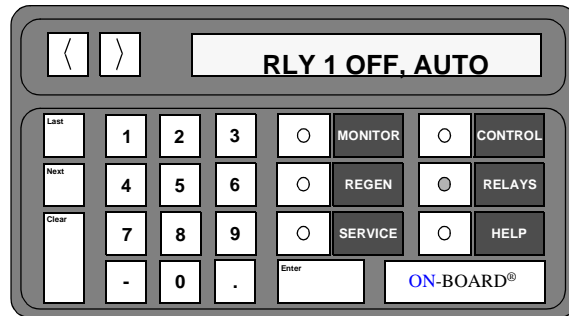 〈 〉 RLY 1 OFF, AUTO
Last 1 2 3 MONITOR CONTROL
Next 4 5 6 REGEN RELAYS
Clear 7 8 9 SERVICE HELP
- 0 . Enter ON-BOARD®